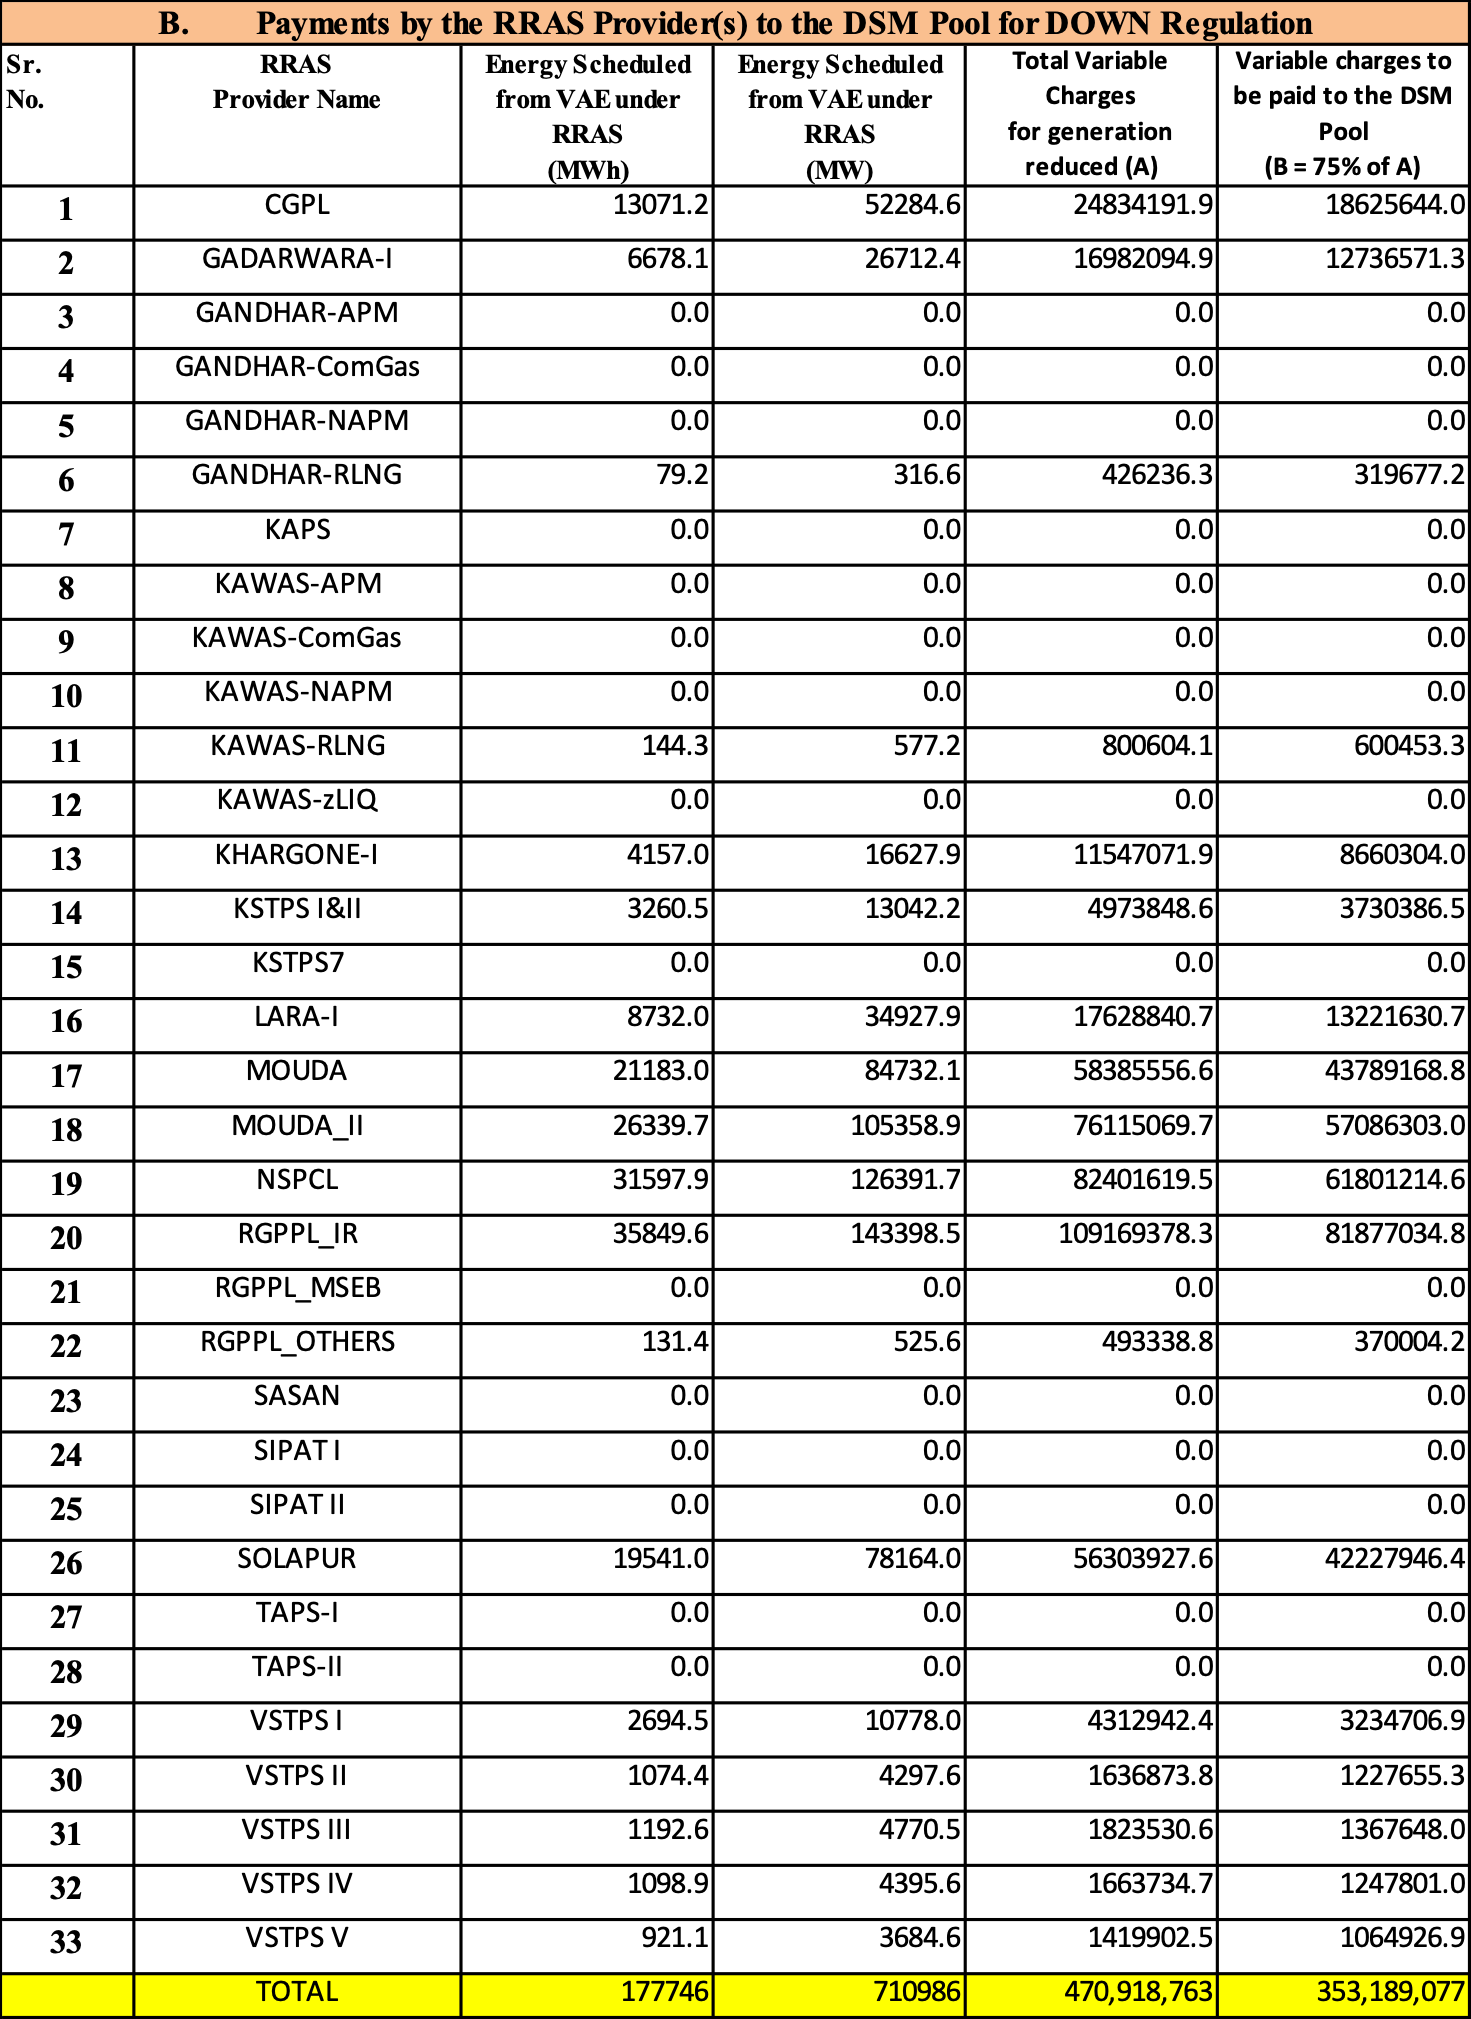 B. Payments by the RRAS Provider(s) to the DSM Pool for DOWN Regulation
Sr. No. RRAS Provider Name Energy Scheduled from VAE under RRAS (MWh) Energy Scheduled from VAE under RRAS (MW) Total Variable Charges for generation reduced (A) Variable charges to be paid to the DSM Pool (B = 75% of A)
1 CGPL 13071.2 52284.6 24834191.9 18625644.0
2 GADARWARA-I 6678.1 26712.4 16982094.9 12736571.3
3 GANDHAR-APM 0.0 0.0 0.0 0.0
4 GANDHAR-ComGas 0.0 0.0 0.0 0.0
5 GANDHAR-NAPM 0.0 0.0 0.0 0.0
6 GANDHAR-RLNG 79.2 316.6 426236.3 319677.2
7 KAPS 0.0 0.0 0.0 0.0
8 KAWAS-APM 0.0 0.0 0.0 0.0
9 KAWAS-ComGas 0.0 0.0 0.0 0.0
10 KAWAS-NAPM 0.0 0.0 0.0 0.0
11 KAWAS-RLNG 144.3 577.2 800604.1 600453.3
12 KAWAS-zLIQ 0.0 0.0 0.0 0.0
13 KHARGONE-I 4157.0 16627.9 11547071.9 8660304.0
14 KSTPS I&II 3260.5 13042.2 4973848.6 3730386.5
15 KSTPS7 0.0 0.0 0.0 0.0
16 LARA-I 8732.0 34927.9 17628840.7 13221630.7
17 MOUDA 21183.0 84732.1 58385556.6 43789168.8
18 MOUDA_II 26339.7 105358.9 76115069.7 57086303.0
19 NSPCL 31597.9 126391.7 82401619.5 61801214.6
20 RGPPL_IR 35849.6 143398.5 109169378.3 81877034.8
21 RGPPL_MSEB 0.0 0.0 0.0 0.0
22 RGPPL_OTHERS 131.4 525.6 493338.8 370004.2
23 SASAN 0.0 0.0 0.0 0.0
24 SIPAT I 0.0 0.0 0.0 0.0
25 SIPAT II 0.0 0.0 0.0 0.0
26 SOLAPUR 19541.0 78164.0 56303927.6 42227946.4
27 TAPS-I 0.0 0.0 0.0 0.0
28 TAPS-II 0.0 0.0 0.0 0.0
29 VSTPS I 2694.5 10778.0 4312942.4 3234706.9
30 VSTPS II 1074.4 4297.6 1636873.8 1227655.3
31 VSTPS III 1192.6 4770.5 1823530.6 1367648.0
32 VSTPS IV 1098.9 4395.6 1663734.7 1247801.0
33 VSTPS V 921.1 3684.6 1419902.5 1064926.9
TOTAL 177746 710986 470,918,763 353,189,077